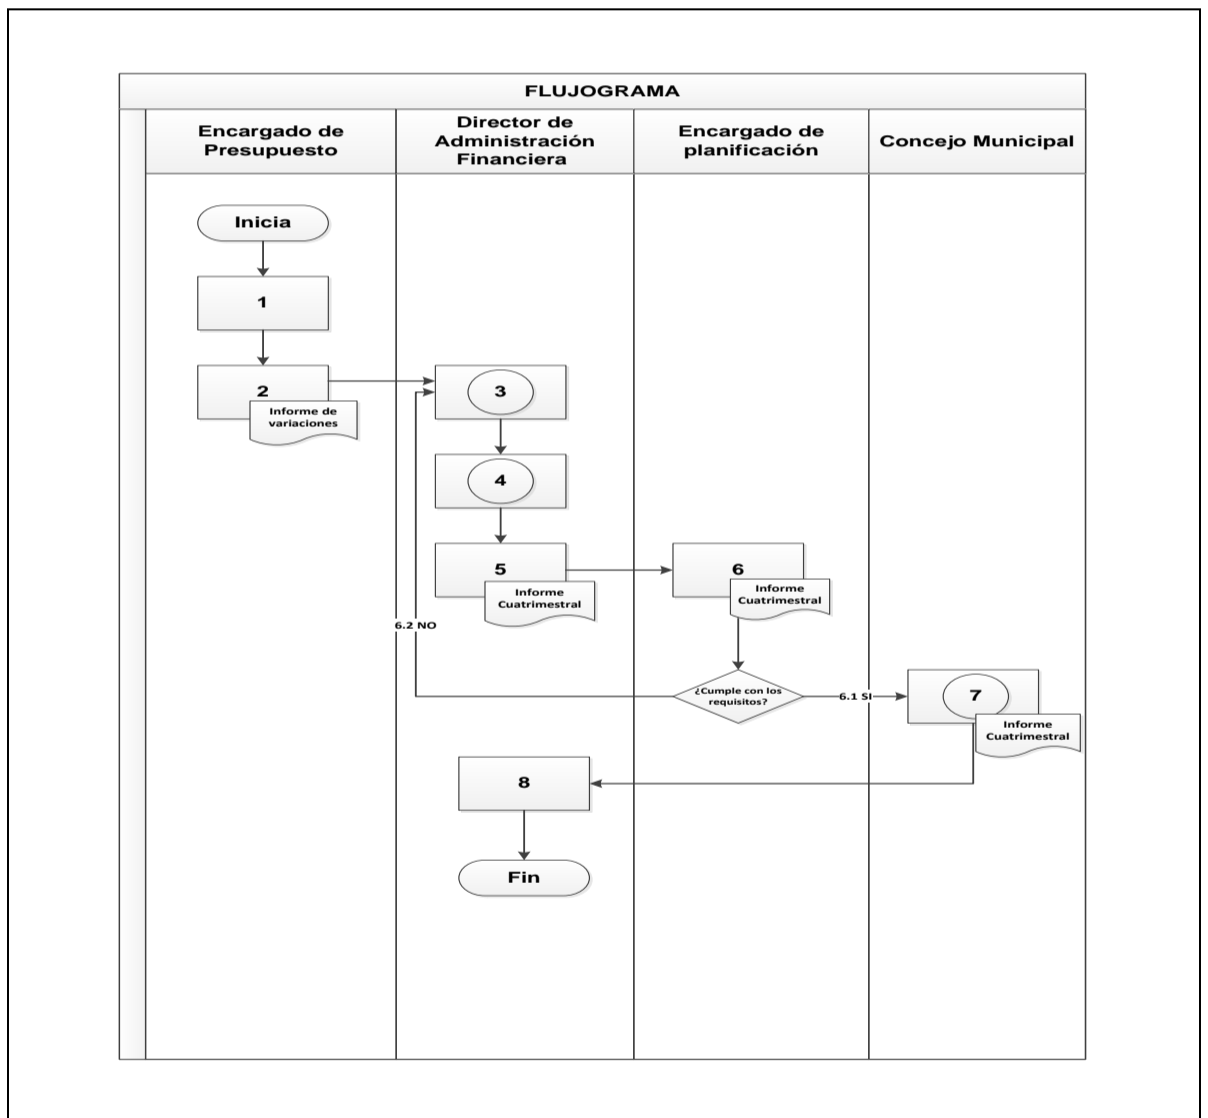 FLUJOGRAMA
Encargado de
Presupuesto
Director de
Administración
Financiera
Encargado de
planificación
Concejo Municipal
Inicia
1
2
Informe de
variaciones
3
4
5
Informe
Cuatrimestral
6
Informe
Cuatrimestral
6.2 NO
¿Cumple con los
requisitos?
6.1 SI
7
Informe
Cuatrimestral
8
Fin